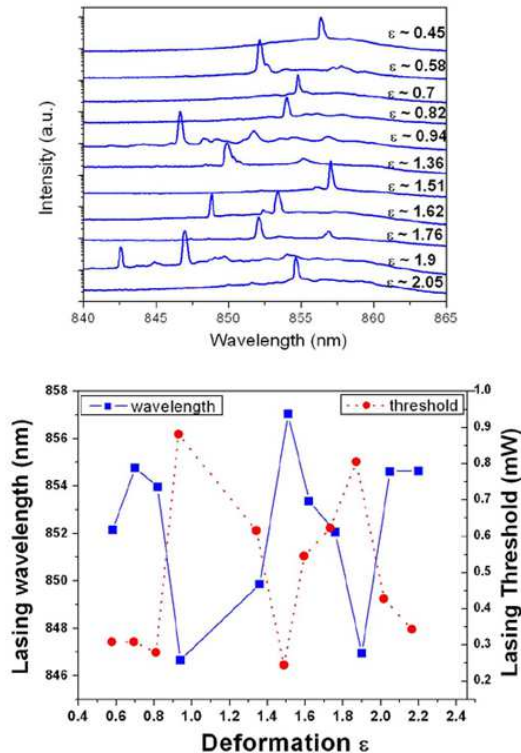 ε ~ 0.45
ε ~ 0.58
ε ~ 0.7
ε ~ 0.82
ε ~ 0.94
ε ~ 1.36
ε ~ 1.51
ε ~ 1.62
ε ~ 1.76
ε ~ 1.9
ε ~ 2.05
Intensity (a.u.)
840 845 850 855 860 865
Wavelength (nm)
wavelength
threshold
858
856
854
852
850
848
846
Lasing wavelength (nm)
1.0
0.9
0.8
0.7
0.6
0.5
0.4
0.3
0.2
Lasing Threshold (mW)
0.4 0.6 0.8 1.0 1.2 1.4 1.6 1.8 2.0 2.2 2.4
Deformation ε